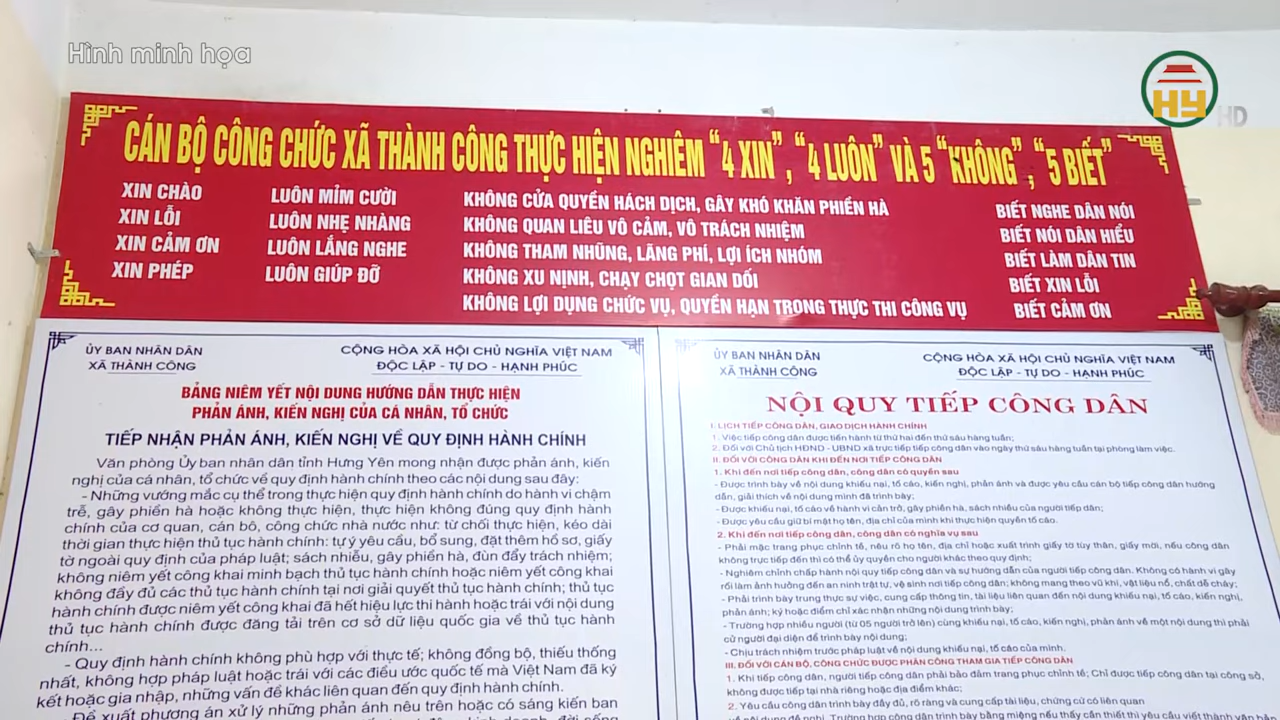 Hình minh họa
HY HD
CÁN BỘ CÔNG CHỨC XÃ THÀNH CÔNG THỰC HIỆN NGHIÊM "4 XIN", "4 LUÔN" VÀ 5 "KHÔNG", "5 BIẾT"
XIN CHÀO
XIN LỖI
XIN CẢM ƠN
XIN PHÉP
LUÔN MỈM CƯỜI
LUÔN NHẸ NHÀNG
LUÔN LẮNG NGHE
LUÔN GIÚP ĐỠ
KHÔNG CỬA QUYỀN HÁCH DỊCH, GÂY KHÓ KHĂN PHIỀN HÀ
KHÔNG QUAN LIÊU VÔ CẢM, VÔ TRÁCH NHIỆM
KHÔNG THAM NHŨNG, LÃNG PHÍ, LỢI ÍCH NHÓM
KHÔNG XU NỊNH, CHẠY CHỌT GIAN DỐI
KHÔNG LỢI DỤNG CHỨC VỤ, QUYỀN HẠN TRONG THỰC THI CÔNG VỤ
BIẾT NGHE DÂN NÓI
BIẾT NÓI DÂN HIỂU
BIẾT LÀM DÂN TIN
BIẾT XIN LỖI
BIẾT CẢM ƠN
ỦY BAN NHÂN DÂN
XÃ THÀNH CÔNG
CỘNG HÒA XÃ HỘI CHỦ NGHĨA VIỆT NAM
ĐỘC LẬP - TỰ DO - HẠNH PHÚC
BẢNG NIÊM YẾT NỘI DUNG HƯỚNG DẪN THỰC HIỆN
PHẢN ÁNH, KIẾN NGHỊ CỦA CÁ NHÂN, TỔ CHỨC
TIẾP NHẬN PHẢN ÁNH, KIẾN NGHỊ VỀ QUY ĐỊNH HÀNH CHÍNH
Văn phòng Ủy ban nhân dân tỉnh Hưng Yên mong nhận được phản ánh, kiến
nghị của cá nhân, tổ chức về quy định hành chính theo các nội dung sau đây:
- Những vướng mắc cụ thể trong thực hiện quy định hành chính do hành vi chậm
trễ, gây phiền hà hoặc không thực hiện, thực hiện không đúng quy định hành
chính của cơ quan, cán bộ, công chức nhà nước như: từ chối thực hiện, kéo dài
thời gian thực hiện thủ tục hành chính: tự ý yêu cầu, bổ sung, đặt thêm hồ sơ, giấy
tờ ngoài quy định của pháp luật; sách nhiễu, gây phiền hà, đùn đẩy trách nhiệm;
không niêm yết công khai minh bạch thủ tục hành chính hoặc niêm yết công khai
không đầy đủ các thủ tục hành chính tại nơi giải quyết thủ tục hành chính; thủ tục
hành chính được niêm yết công khai đã hết hiệu lực thi hành hoặc trái với nội dung
thủ tục hành chính được đăng tải trên cơ sở dữ liệu quốc gia về thủ tục hành
chính...
- Quy định hành chính không phù hợp với thực tế; không đồng bộ, thiếu thống
nhất, không hợp pháp luật hoặc trái với các điều ước quốc tế mà Việt Nam đã ký
kết hoặc gia nhập, những vấn đề khác liên quan đến quy định hành chính.
- Đề xuất phương án xử lý những phản ánh nêu trên hoặc có sáng kiến ban
ỦY BAN NHÂN DÂN
XÃ THÀNH CÔNG
CỘNG HÒA XÃ HỘI CHỦ NGHĨA VIỆT NAM
ĐỘC LẬP - TỰ DO - HẠNH PHÚC
NỘI QUY TIẾP CÔNG DÂN
I. LỊCH TIẾP CÔNG DÂN, GIAO DỊCH HÀNH CHÍNH
1. Việc tiếp công dân được tiến hành từ thứ hai đến thứ sáu hàng tuần;
2. Đối với Chủ tịch HĐND - UBND xã trực tiếp tiếp công dân vào ngày thứ sáu hàng tuần tại phòng làm việc.
II. ĐỐI VỚI CÔNG DÂN KHI ĐẾN NƠI TIẾP CÔNG DÂN
1. Khi đến nơi tiếp công dân, công dân có quyền sau
- Được trình bày về nội dung khiếu nại, tố cáo, kiến nghị, phản ánh và được yêu cầu cán bộ tiếp công dân hướng
dẫn, giải thích về nội dung mình đã trình bày;
- Được khiếu nại, tố cáo về hành vi cản trở, gây phiền hà, sách nhiễu của người tiếp dân;
- Được yêu cầu giữ bí mật họ tên, địa chỉ của mình khi thực hiện quyền tố cáo.
2. Khi đến nơi tiếp công dân, công dân có nghĩa vụ sau
- Phải mặc trang phục chỉnh tề, nêu rõ họ tên, địa chỉ hoặc xuất trình giấy tờ tùy thân, giấy mời, nếu công dân
không trực tiếp đến thì có thể ủy quyền cho người khác theo quy định;
- Nghiêm chỉnh chấp hành nội quy tiếp công dân và sự hướng dẫn của người tiếp công dân. Không có hành vi gây
rối làm ảnh hưởng đến an ninh trật tự, vệ sinh nơi tiếp công dân; không mang theo vũ khí, vật liệu nổ, chất dễ cháy;
- Phải trình bày trung thực sự việc, cung cấp thông tin, tài liệu liên quan đến nội dung khiếu nại, tố cáo, kiến nghị,
phản ánh; ký hoặc điểm chỉ xác nhận những nội dung trình bày;
- Trường hợp nhiều người (từ 05 người trở lên) cùng khiếu nại, tố cáo, kiến nghị, phản ánh về một nội dung thì phải
cử người đại diện để trình bày nội dung;
- Chịu trách nhiệm trước pháp luật về nội dung khiếu nại, tố cáo của mình.
III. ĐỐI VỚI CÁN BỘ, CÔNG CHỨC ĐƯỢC PHÂN CÔNG THAM GIA TIẾP CÔNG DÂN
1. Khi tiếp công dân, người tiếp công dân phải bảo đảm trang phục chỉnh tề; Chỉ được tiếp công dân tại công sở,
không được tiếp tại nhà riêng hoặc địa điểm khác;
2. Yêu cầu công dân trình bày đầy đủ, rõ ràng và cung cấp tài liệu, chứng cứ có liên quan